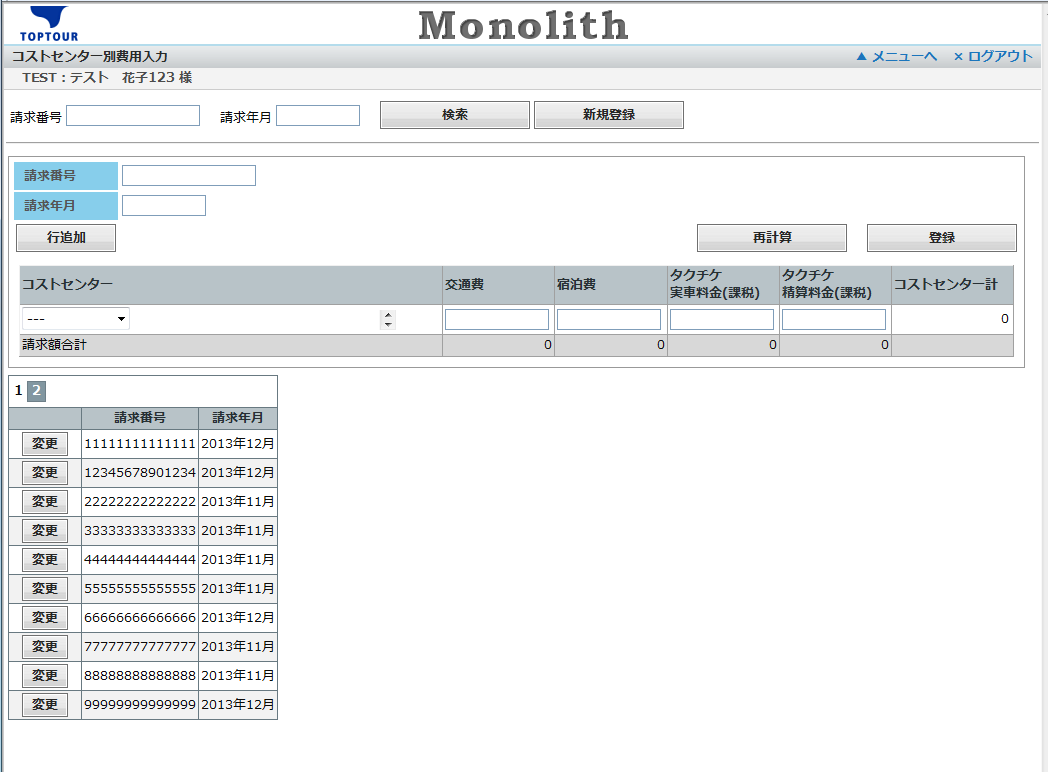 TOPTOUR
Monolith
コストセンター別費用入力 ▲ メニューへ × ログアウト
TEST：テスト　花子123 様
請求番号 請求年月 検索 新規登録
請求番号
請求年月
行追加 再計算 登録
コストセンター 交通費 宿泊費 タクチケ 実車料金(課税) タクチケ 精算料金(課税) コストセンター計
--- 0
請求額合計 0 0 0 0
1 2
請求番号 請求年月
変更 11111111111111 2013年12月
変更 12345678901234 2013年12月
変更 22222222222222 2013年11月
変更 33333333333333 2013年11月
変更 44444444444444 2013年11月
変更 55555555555555 2013年11月
変更 66666666666666 2013年12月
変更 77777777777777 2013年11月
変更 88888888888888 2013年11月
変更 99999999999999 2013年12月